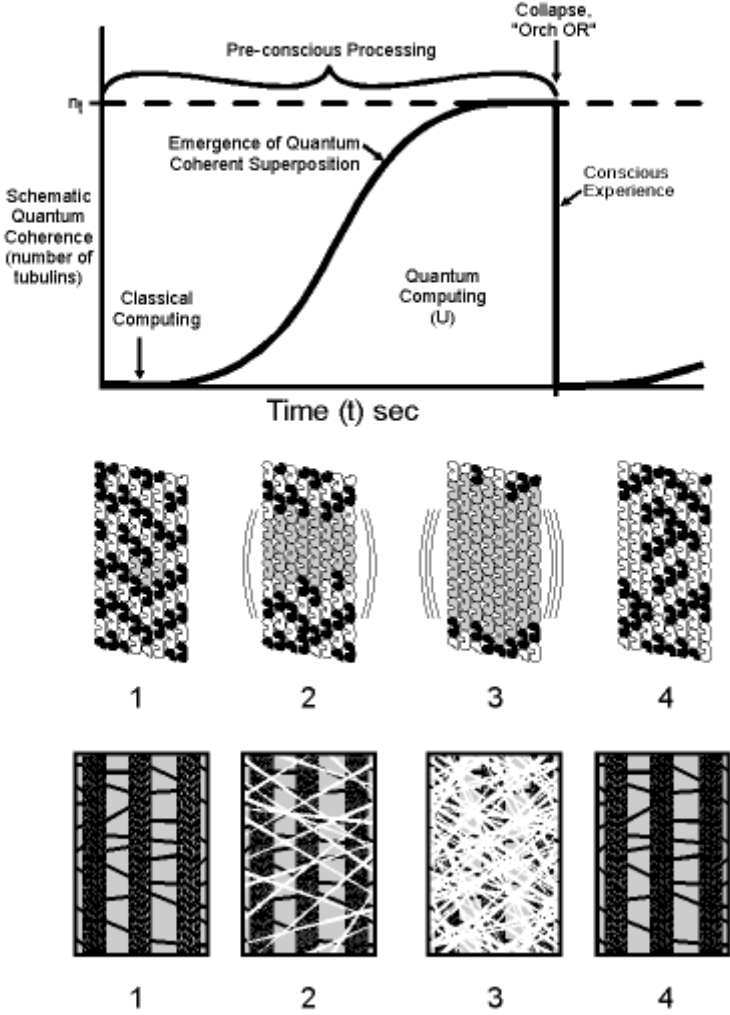 Collapse,
"Orch OR"
Pre-conscious Processing
nt
Emergence of Quantum
Coherent Superposition
Conscious
Experience
Schematic
Quantum
Coherence
(number of
tubulins)
Classical
Computing
Quantum
Computing
(U)
Time (t) sec
1 2 3 4
1 2 3 4